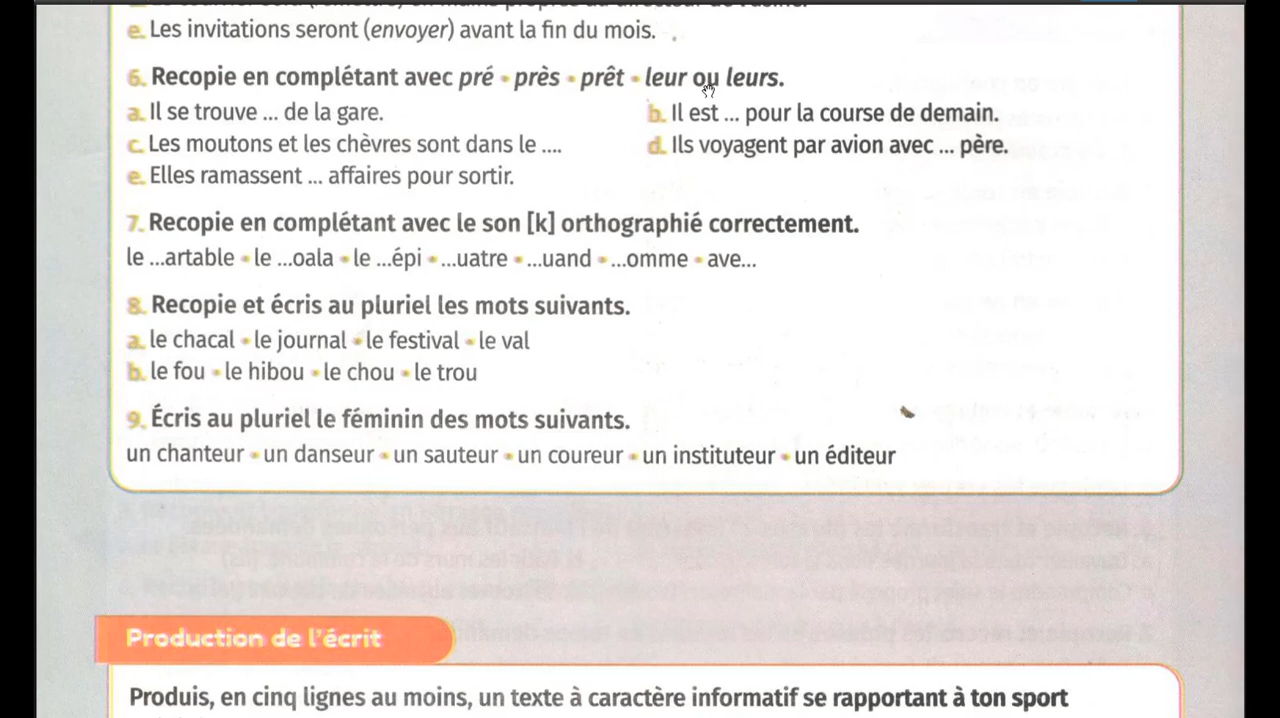 e. Les invitations seront (envoyer) avant la fin du mois.
6. Recopie en complétant avec pré • près • prêt • leur ou leurs.
a. Il se trouve ... de la gare.
b. Il est ... pour la course de demain.
c. Les moutons et les chèvres sont dans le ....
d. Ils voyagent par avion avec ... père.
e. Elles ramassent ... affaires pour sortir.
7. Recopie en complétant avec le son [k] orthographié correctement.
le ...artable • le ...oala • le ...épi • ...uatre • ...uand • ...omme • ave...
8. Recopie et écris au pluriel les mots suivants.
a. le chacal • le journal • le festival • le val
b. le fou • le hibou • le chou • le trou
9. Écris au pluriel le féminin des mots suivants.
un chanteur • un danseur • un sauteur • un coureur • un instituteur • un éditeur
Production de l'écrit
Produis, en cinq lignes au moins, un texte à caractère informatif se rapportant à ton sport